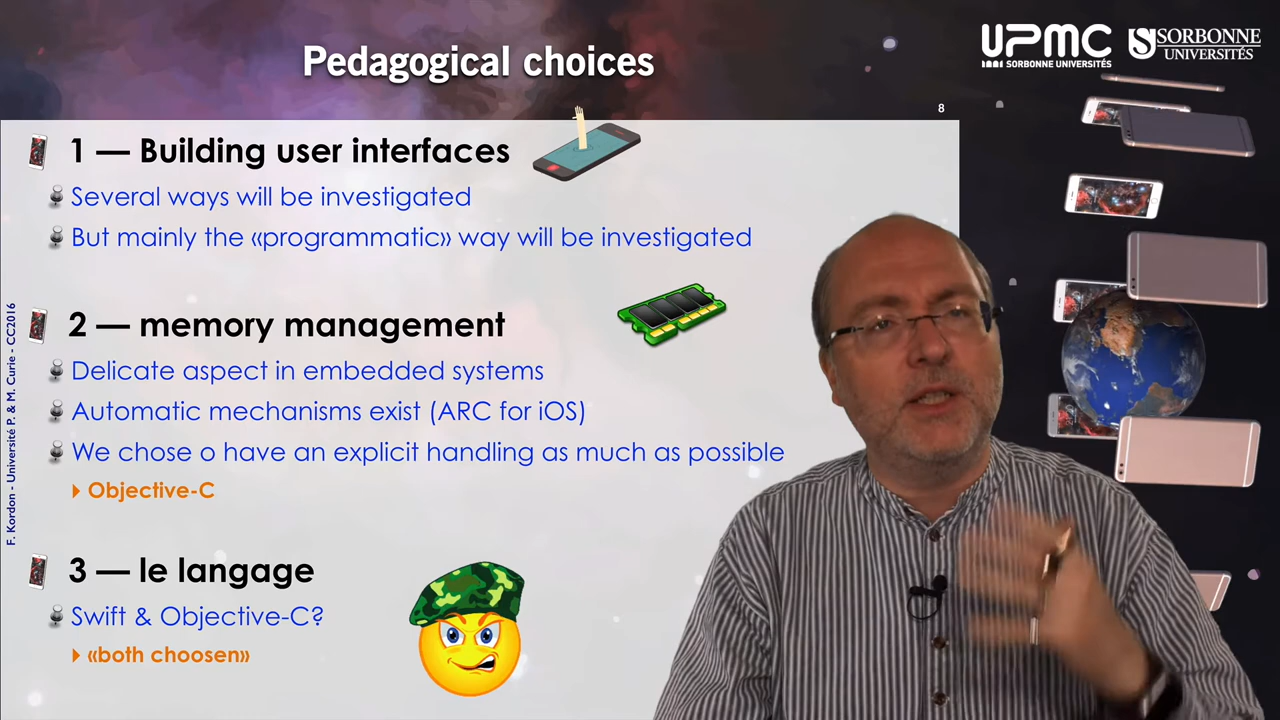 Pedagogical choices
UPMC
SORBONNE UNIVERSITÉS
SORBONNE
UNIVERSITÉS
8
1 — Building user interfaces
Several ways will be investigated
But mainly the «programmatic» way will be investigated
2 — memory management
Delicate aspect in embedded systems
Automatic mechanisms exist (ARC for iOS)
We chose o have an explicit handling as much as possible
Objective-C
3 — le langage
Swift & Objective-C?
«both choosen»
F. Kordon - Université P. & M. Curie - CC2016